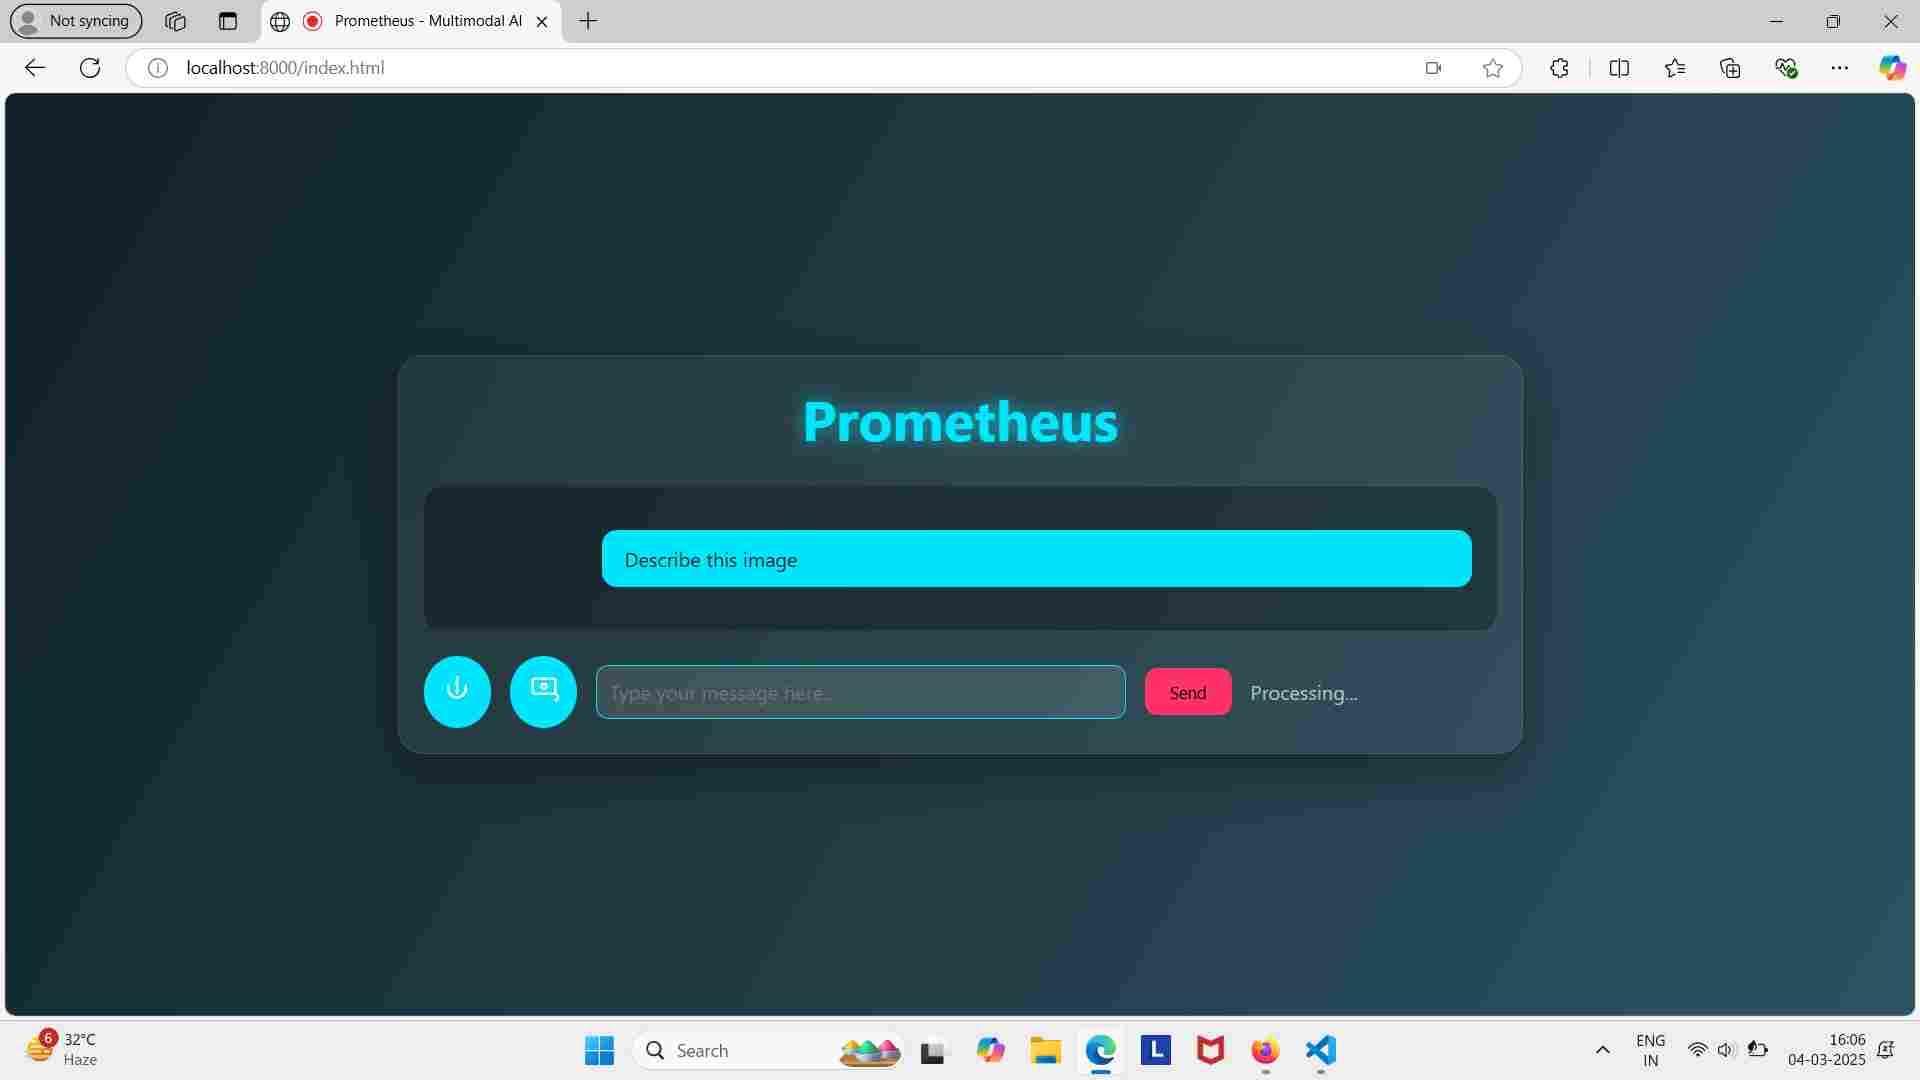 Not syncing
Prometheus - Multimodal AI
localhost:8000/index.html
Prometheus
Describe this image
Type your message here...
Send
Processing...
6
32°C
Haze
Search
L
ENG
IN
16:06
04-03-2025